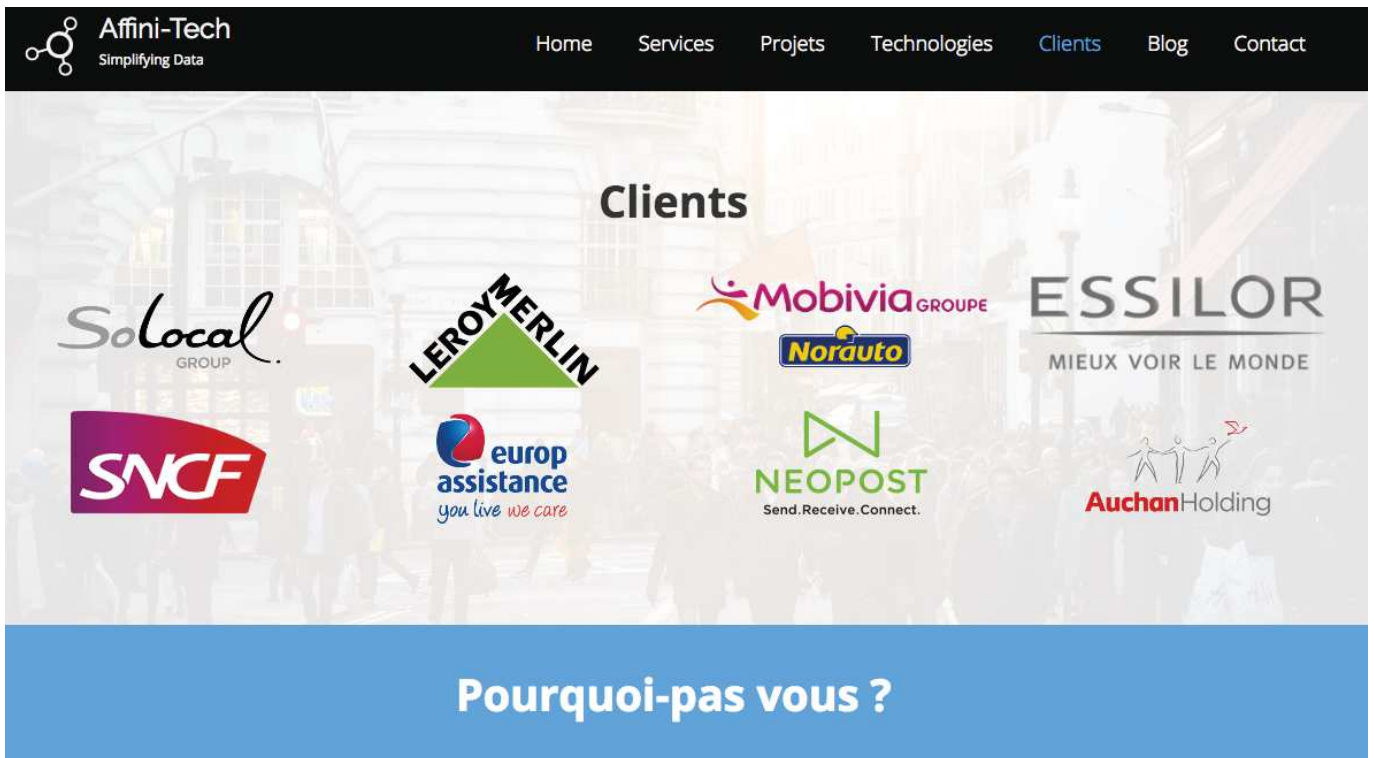 Affini-Tech
Simplifying Data
Home Services Projets Technologies Clients Blog Contact
Clients
SoLocal
GROUP
LEROY MERLIN
Mobivia GROUPE
Norauto
ESSILOR
MIEUX VOIR LE MONDE
SNCF
europ
assistance
you live we care
NEOPOST
Send.Receive.Connect.
AuchanHolding
Pourquoi-pas vous ?